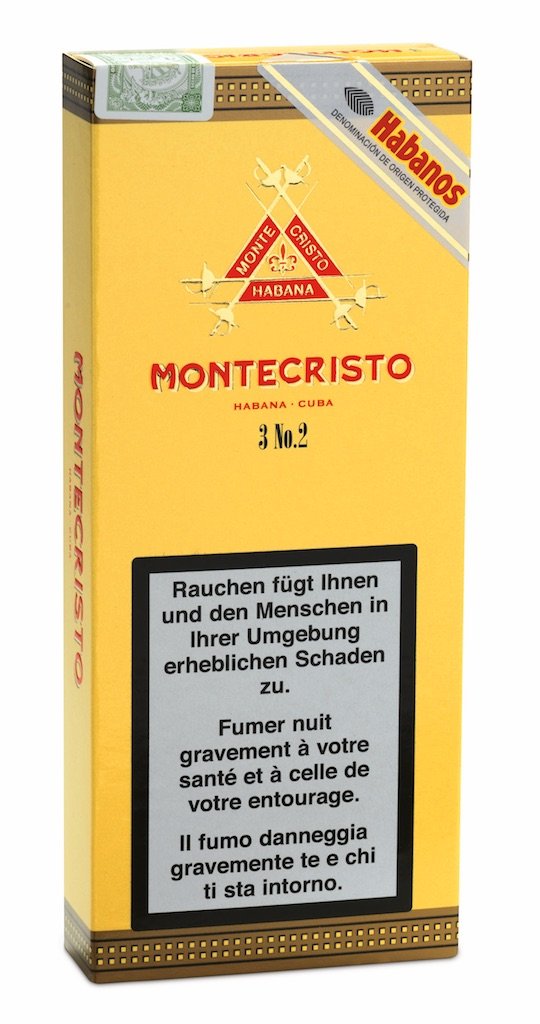 Habanos
DENOMINACIÓN DE ORIGEN PROTEGIDA
MONTE CRISTO
HABANA
MONTECRISTO
HABANA · CUBA
3 No.2
Rauchen fügt Ihnen
und den Menschen in
Ihrer Umgebung
erheblichen Schaden
zu.
Fumer nuit
gravement à votre
santé et à celle de
votre entourage.
Il fumo danneggia
gravemente te e chi
ti sta intorno.
MONTECRISTO
HABANA · CUBA